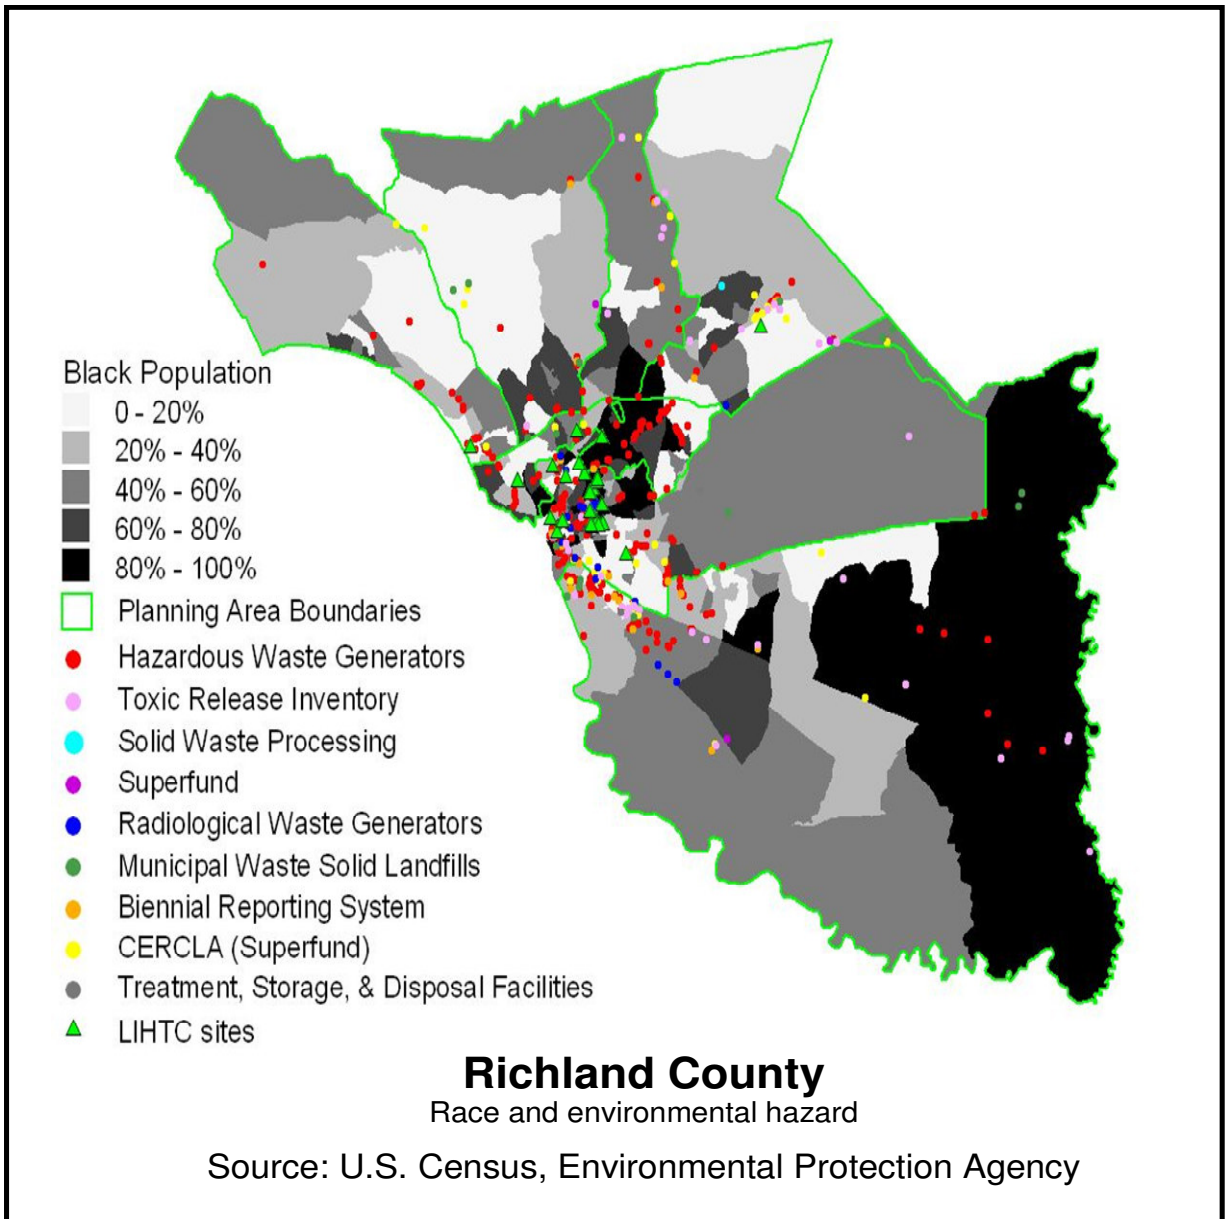 Black Population
0 - 20%
20% - 40%
40% - 60%
60% - 80%
80% - 100%
Planning Area Boundaries
Hazardous Waste Generators
Toxic Release Inventory
Solid Waste Processing
Superfund
Radiological Waste Generators
Municipal Waste Solid Landfills
Biennial Reporting System
CERCLA (Superfund)
Treatment, Storage, & Disposal Facilities
LIHTC sites
Richland County
Race and environmental hazard
Source: U.S. Census, Environmental Protection Agency